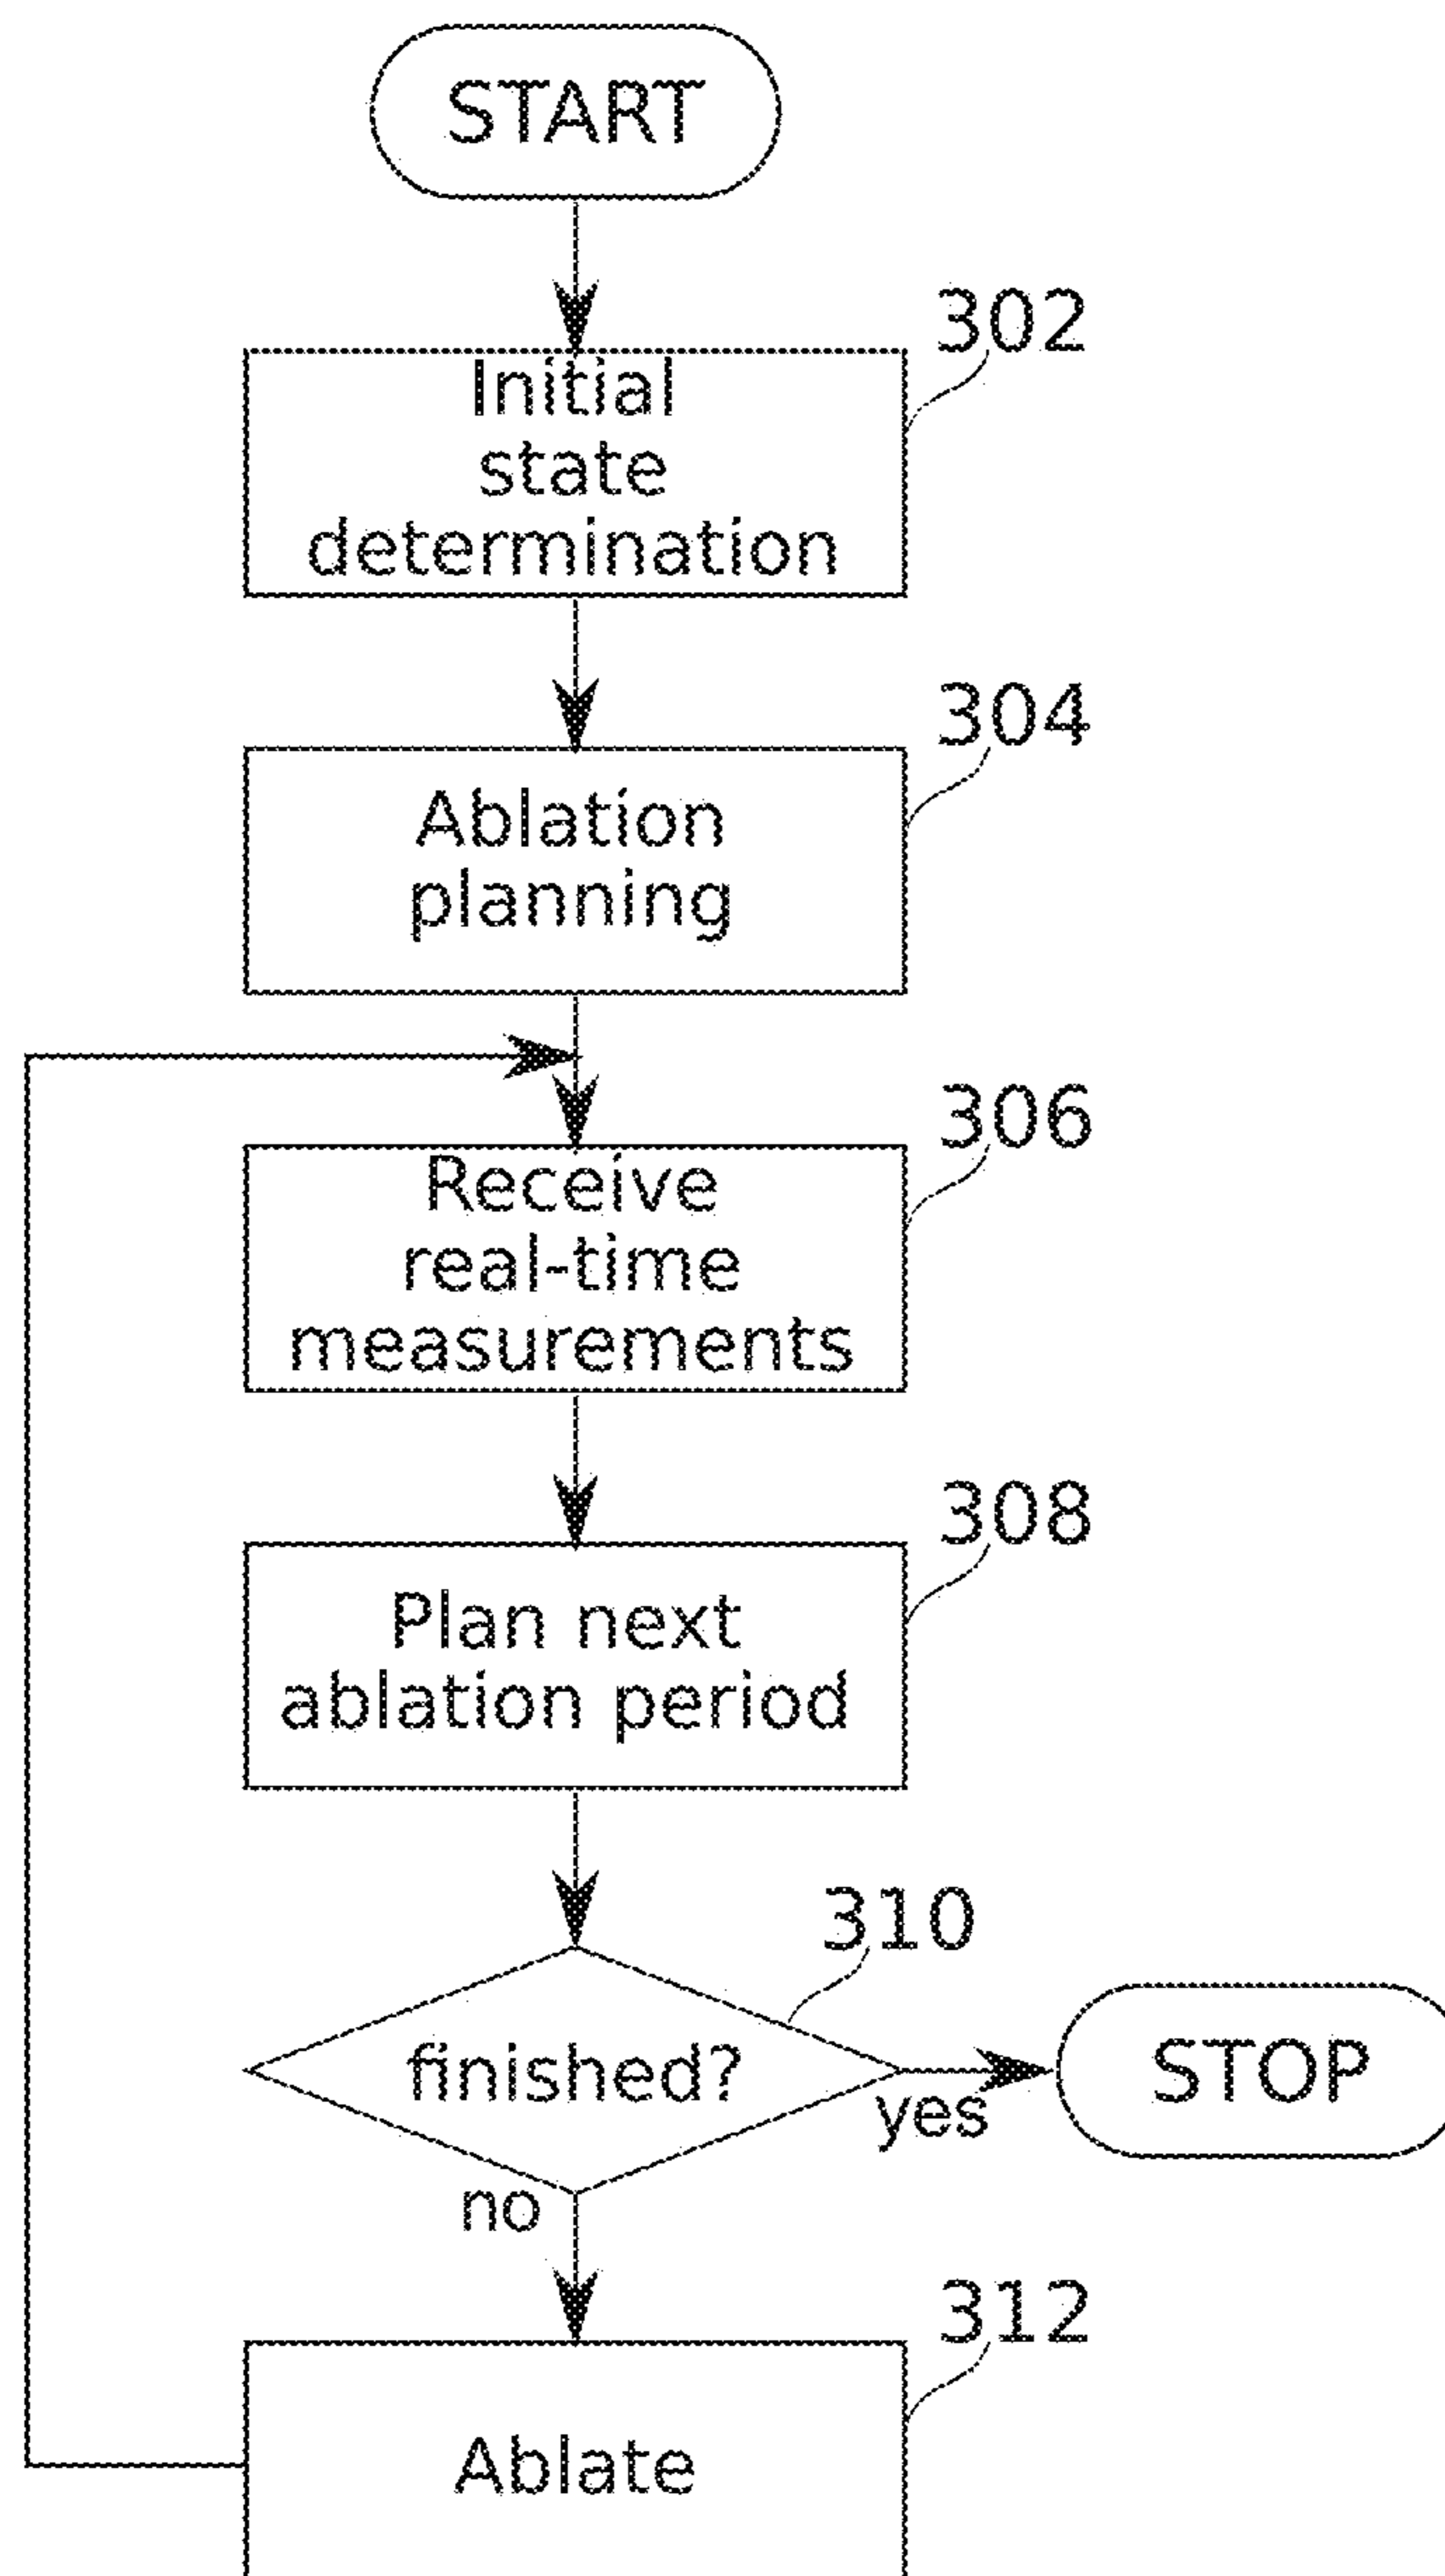 START
302
Initial
state
determination
304
Ablation
planning
306
Receive
real-time
measurements
308
Plan next
ablation period
310
finished?
yes
STOP
no
312
Ablate